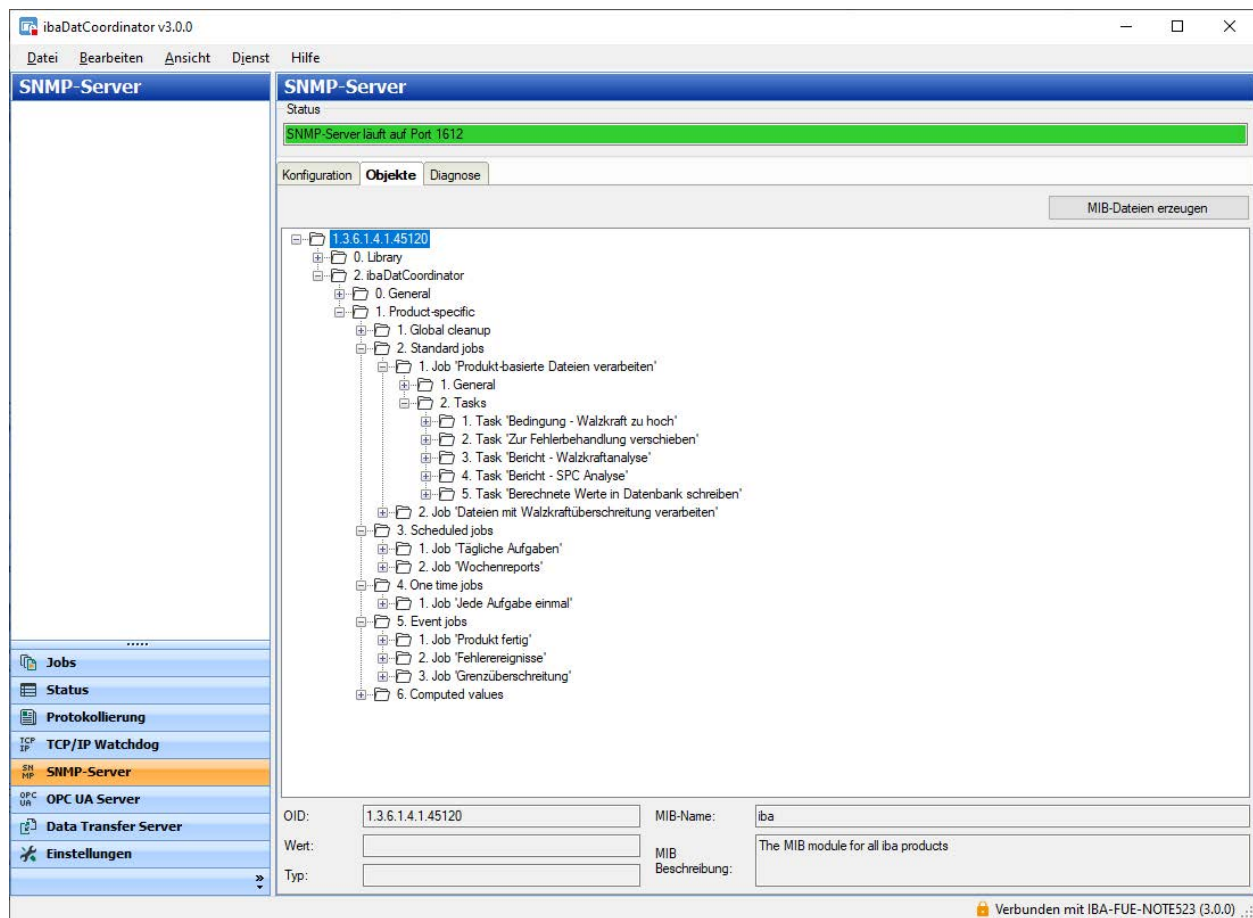 ibaDatCoordinator v3.0.0
Datei Bearbeiten Ansicht Dienst Hilfe
SNMP-Server
SNMP-Server
Status
SNMP-Server läuft auf Port 1612
Konfiguration Objekte Diagnose
MIB-Dateien erzeugen
1.3.6.1.4.1.45120
0. Library
2. ibaDatCoordinator
0. General
1. Product-specific
1. Global cleanup
2. Standard jobs
1. Job 'Produkt-basierte Dateien verarbeiten'
1. General
2. Tasks
1. Task 'Bedingung - Walzkraft zu hoch'
2. Task 'Zur Fehlerbehandlung verschieben'
3. Task 'Bericht - Walzkraftanalyse'
4. Task 'Bericht - SPC Analyse'
5. Task 'Berechnete Werte in Datenbank schreiben'
2. Job 'Dateien mit Walzkraftüberschreitung verarbeiten'
3. Scheduled jobs
1. Job 'Tägliche Aufgaben'
2. Job 'Wochenreports'
4. One time jobs
1. Job 'Jede Aufgabe einmal'
5. Event jobs
1. Job 'Produkt fertig'
2. Job 'Fehlerereignisse'
3. Job 'Grenzüberschreitung'
6. Computed values
Jobs
Status
Protokollierung
TCP IP TCP/IP Watchdog
SN MP SNMP-Server
OPC UA OPC UA Server
Data Transfer Server
Einstellungen
OID: 1.3.6.1.4.1.45120
MIB-Name: iba
Wert:
MIB Beschreibung: The MIB module for all iba products
Typ:
Verbunden mit IBA-FUE-NOTE523 (3.0.0)